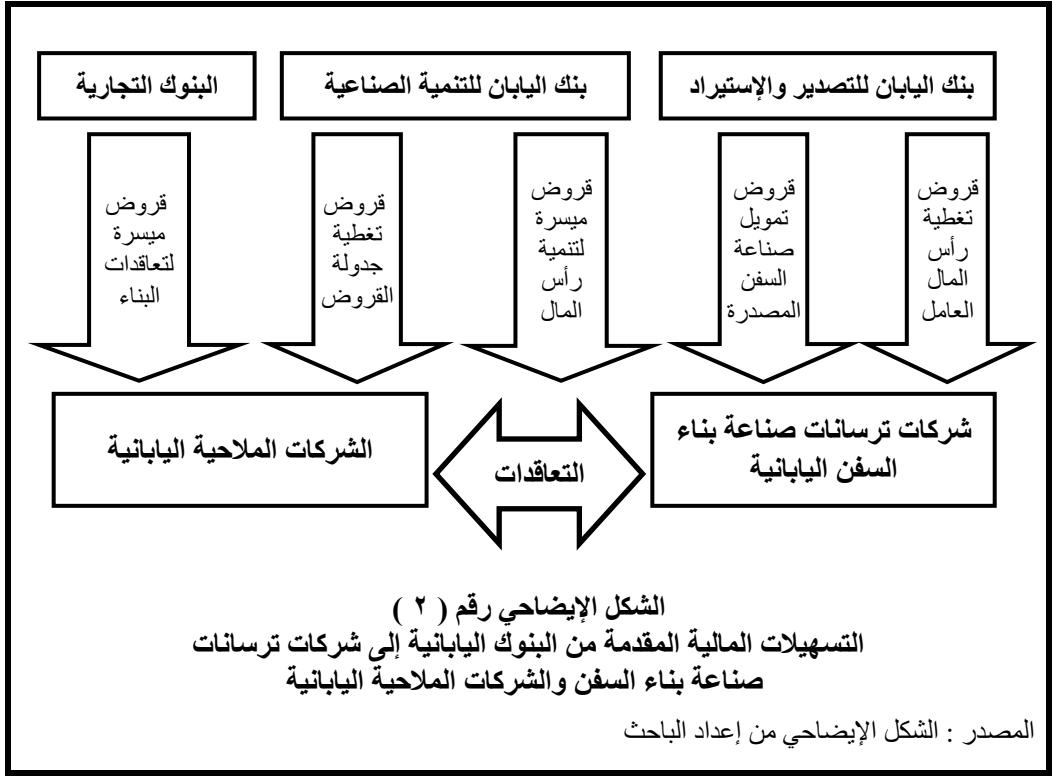 بنك اليابان للتصدير والإستيراد
بنك اليابان للتنمية الصناعية
البنوك التجارية
قروض
تغطية
رأس
المال
العامل
قروض
تمويل
صناعة
السفن
المصدرة
قروض
ميسرة
لتنمية
رأس
المال
قروض
تغطية
جدولة
القروض
قروض
ميسرة
لتعاقدات
البناء
شركات ترسانات صناعة بناء
السفن اليابانية
التعاقدات
الشركات الملاحية اليابانية
الشكل الإيضاحي رقم ( ٢ )
التسهيلات المالية المقدمة من البنوك اليابانية إلى شركات ترسانات
صناعة بناء السفن والشركات الملاحية اليابانية
المصدر : الشكل الإيضاحي من إعداد الباحث